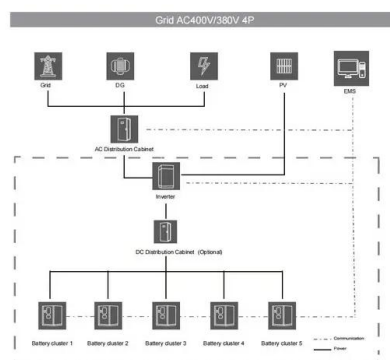 Grid AC400V/380V 4P
Grid
DG
Load
PV
EMS
AC Distribution Cabinet
Inverter
DC Distribution Cabinet (Optional)
Battery cluster 1
Battery cluster 2
Battery cluster 3
Battery cluster 4
Battery cluster 5
Communication
Power